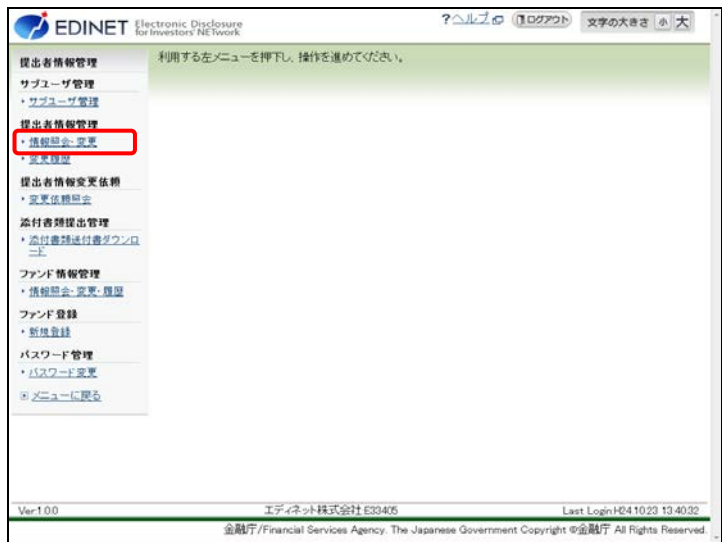 EDINET Electronic Disclosure for Investors' NETwork
?ヘルプ ログアウト 文字の大きさ 小 大
利用する左メニューを押下し、操作を進めてください。
提出者情報管理
サブユーザ管理
サブユーザ管理
提出者情報管理
情報照会・変更
変更履歴
提出者情報変更依頼
変更依頼照会
添付書類提出管理
添付書類送付書ダウンロ
ード
ファンド情報管理
情報照会・変更・履歴
ファンド登録
新規登録
パスワード管理
パスワード変更
メニューに戻る
Ver.1.0.0 エディネット株式会社 E33405 Last Login:H24.10.23 13:40:32
金融庁/Financial Services Agency. The Japanese Government Copyright ©金融庁 All Rights Reserved.